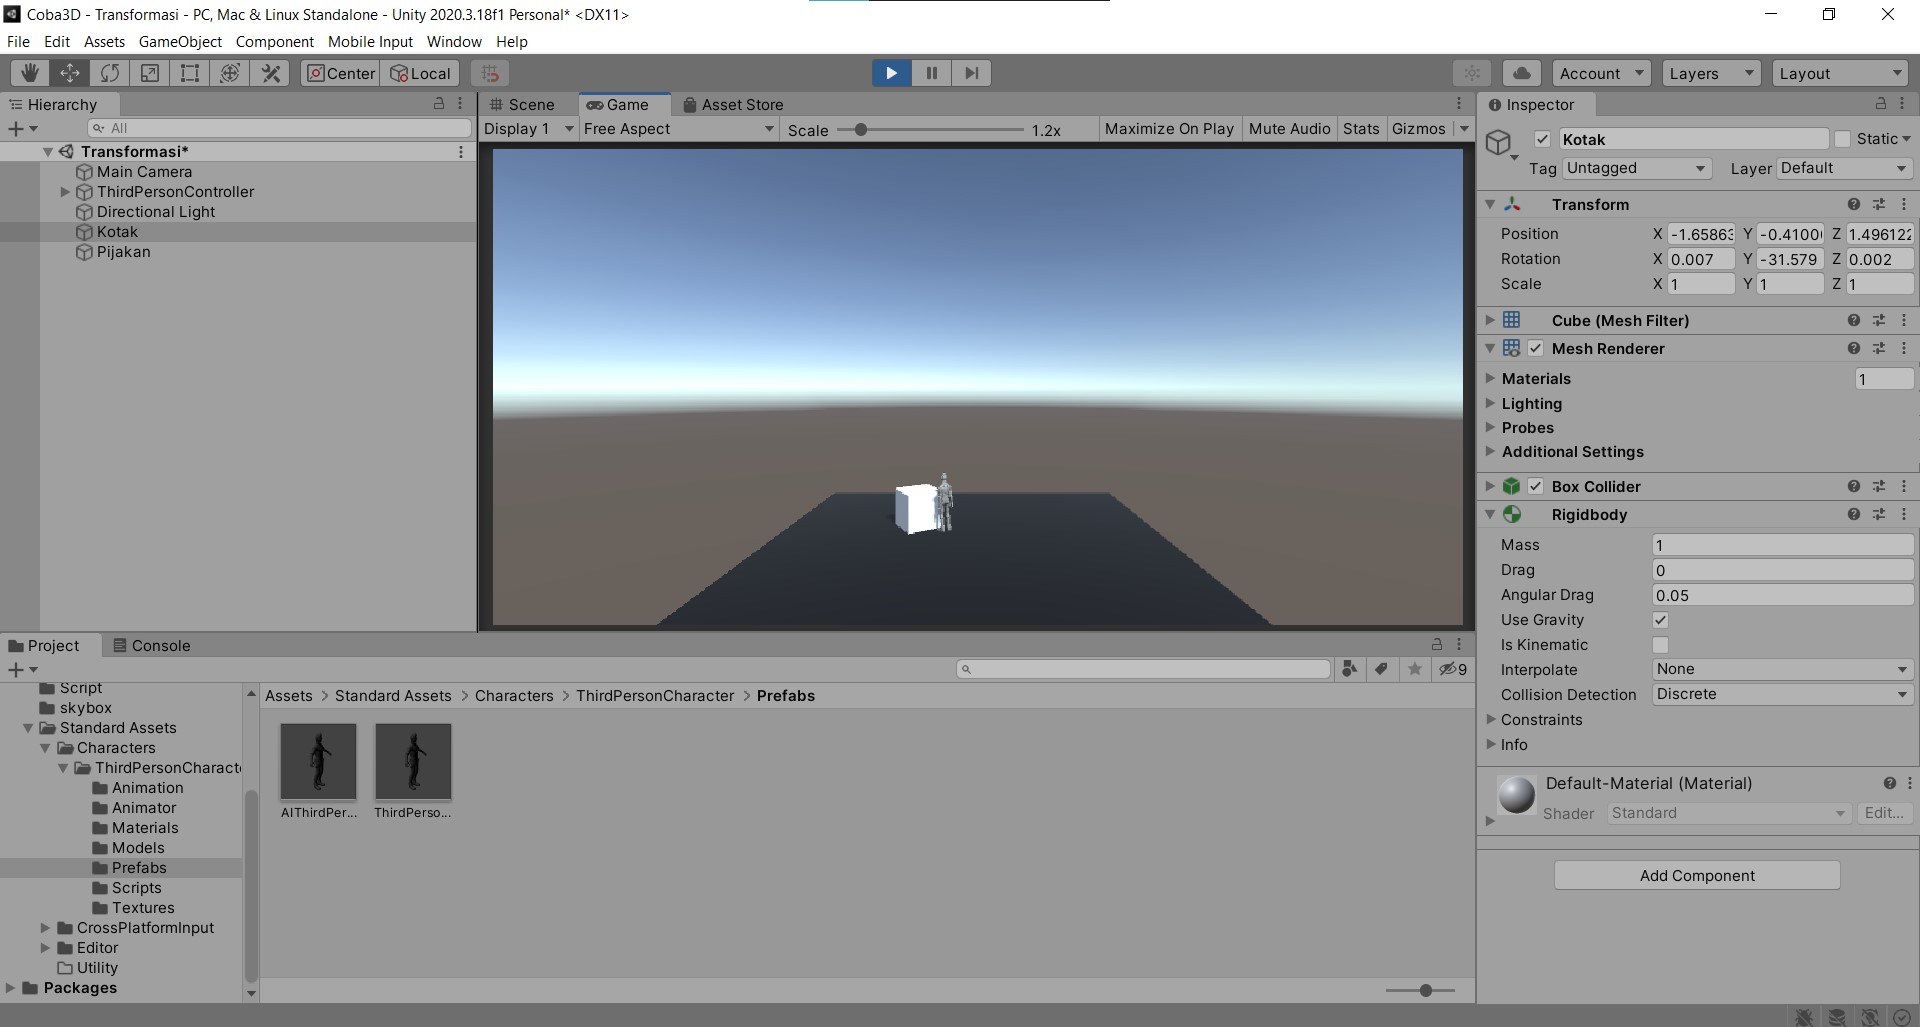 Coba3D - Transformasi - PC, Mac & Linux Standalone - Unity 2020.3.18f1 Personal* <DX11>
File Edit Assets GameObject Component Mobile Input Window Help
Center Local Account Layers Layout
Hierarchy
All
Transformasi*
Main Camera
ThirdPersonController
Directional Light
Kotak
Pijakan
Scene Game Asset Store
Display 1 Free Aspect Scale 1.2x Maximize On Play Mute Audio Stats Gizmos
Inspector
Kotak Static
Tag Untagged Layer Default
Transform
Position X -1.65863 Y -0.4100 Z 1.496122
Rotation X 0.007 Y -31.579 Z 0.002
Scale X 1 Y 1 Z 1
Cube (Mesh Filter)
Mesh Renderer
Materials 1
Lighting
Probes
Additional Settings
Box Collider
Rigidbody
Mass 1
Drag 0
Angular Drag 0.05
Use Gravity
Is Kinematic
Interpolate None
Collision Detection Discrete
Constraints
Info
Default-Material (Material)
Shader Standard Edit...
Add Component
Project Console
9
Script
skybox
Standard Assets
Characters
ThirdPersonCharact
Animation
Animator
Materials
Models
Prefabs
Scripts
Textures
CrossPlatformInput
Editor
Utility
Packages
Assets > Standard Assets > Characters > ThirdPersonCharacter > Prefabs
AIThirdPer... ThirdPerso...